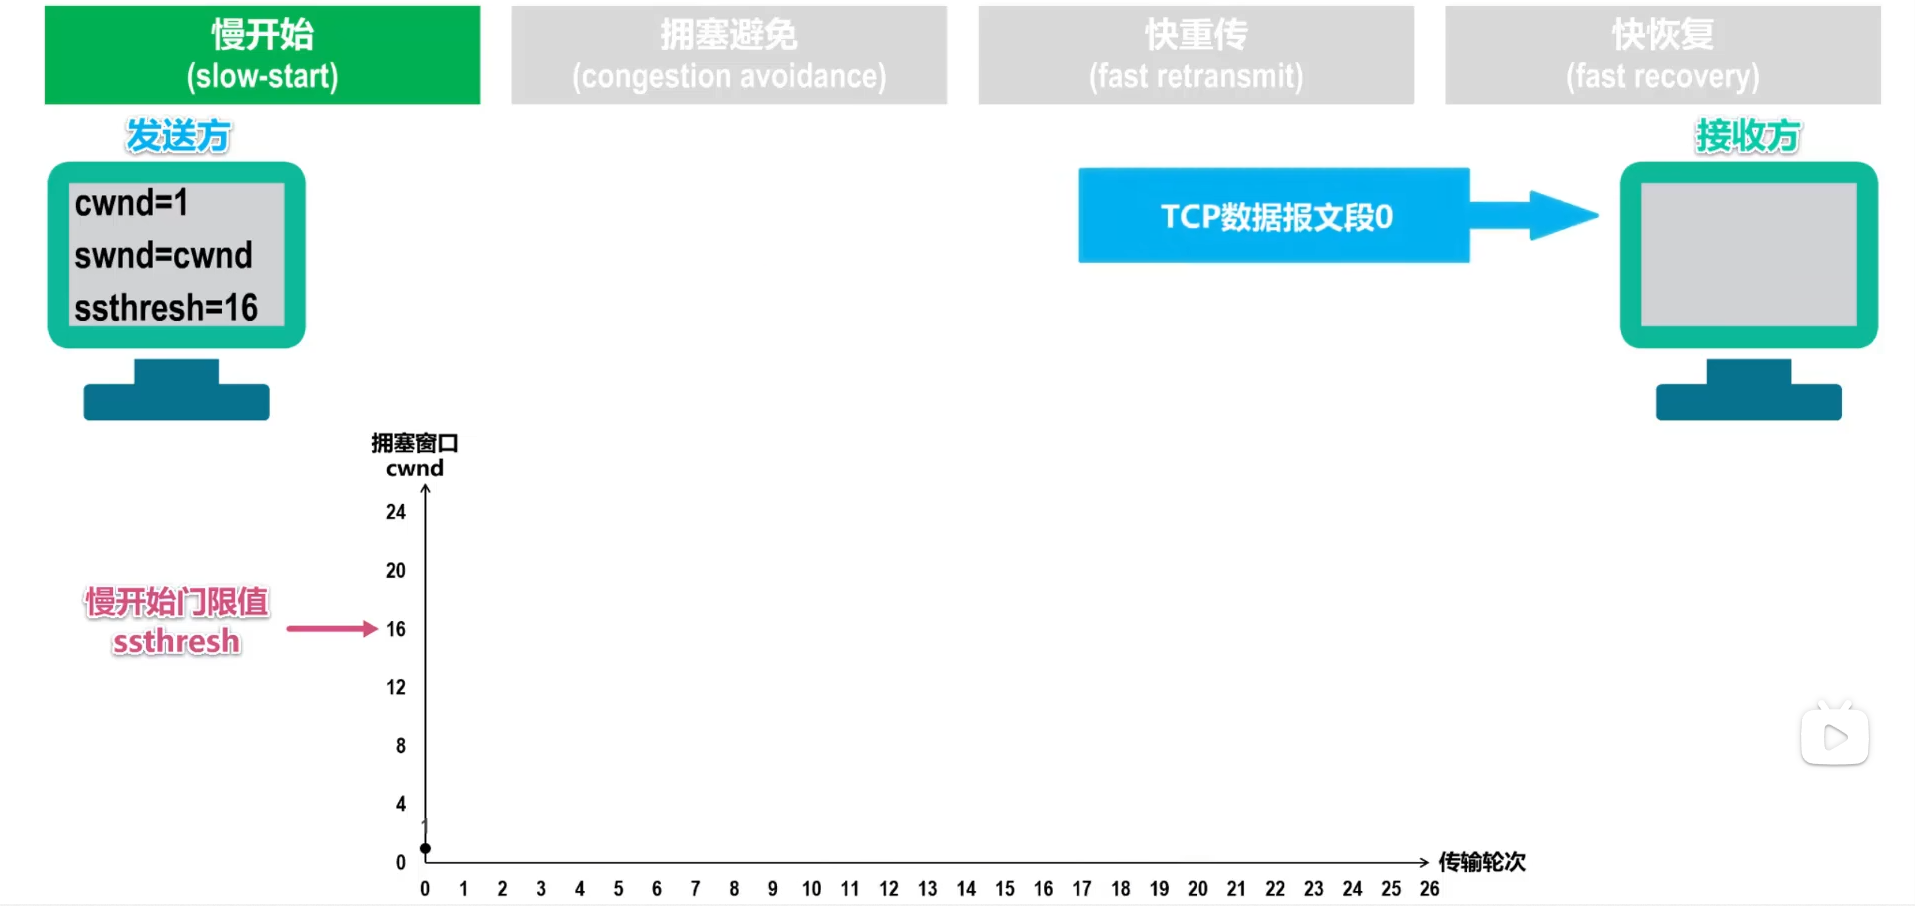 慢开始
(slow-start)
拥塞避免
(congestion avoidance)
快重传
(fast retransmit)
快恢复
(fast recovery)
发送方
接收方
cwnd=1
swnd=cwnd
ssthresh=16
TCP数据报文段0
拥塞窗口
cwnd
24
20
慢开始门限值
ssthresh
16
12
8
4
1
0
传输轮次
0 1 2 3 4 5 6 7 8 9 10 11 12 13 14 15 16 17 18 19 20 21 22 23 24 25 26